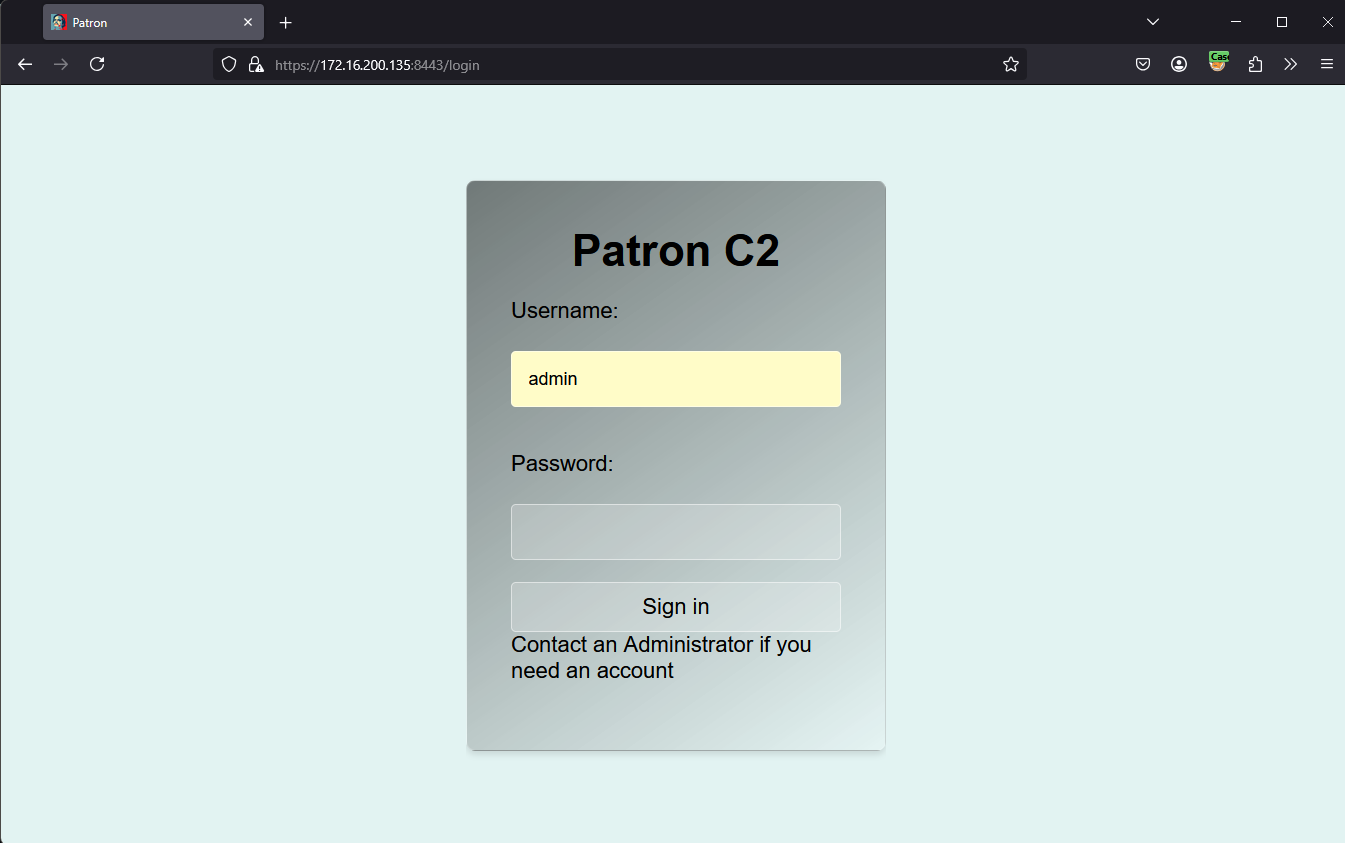 Patron
https://172.16.200.135:8443/login
Cas
Patron C2
Username:
admin
Password:
Sign in
Contact an Administrator if you
need an account